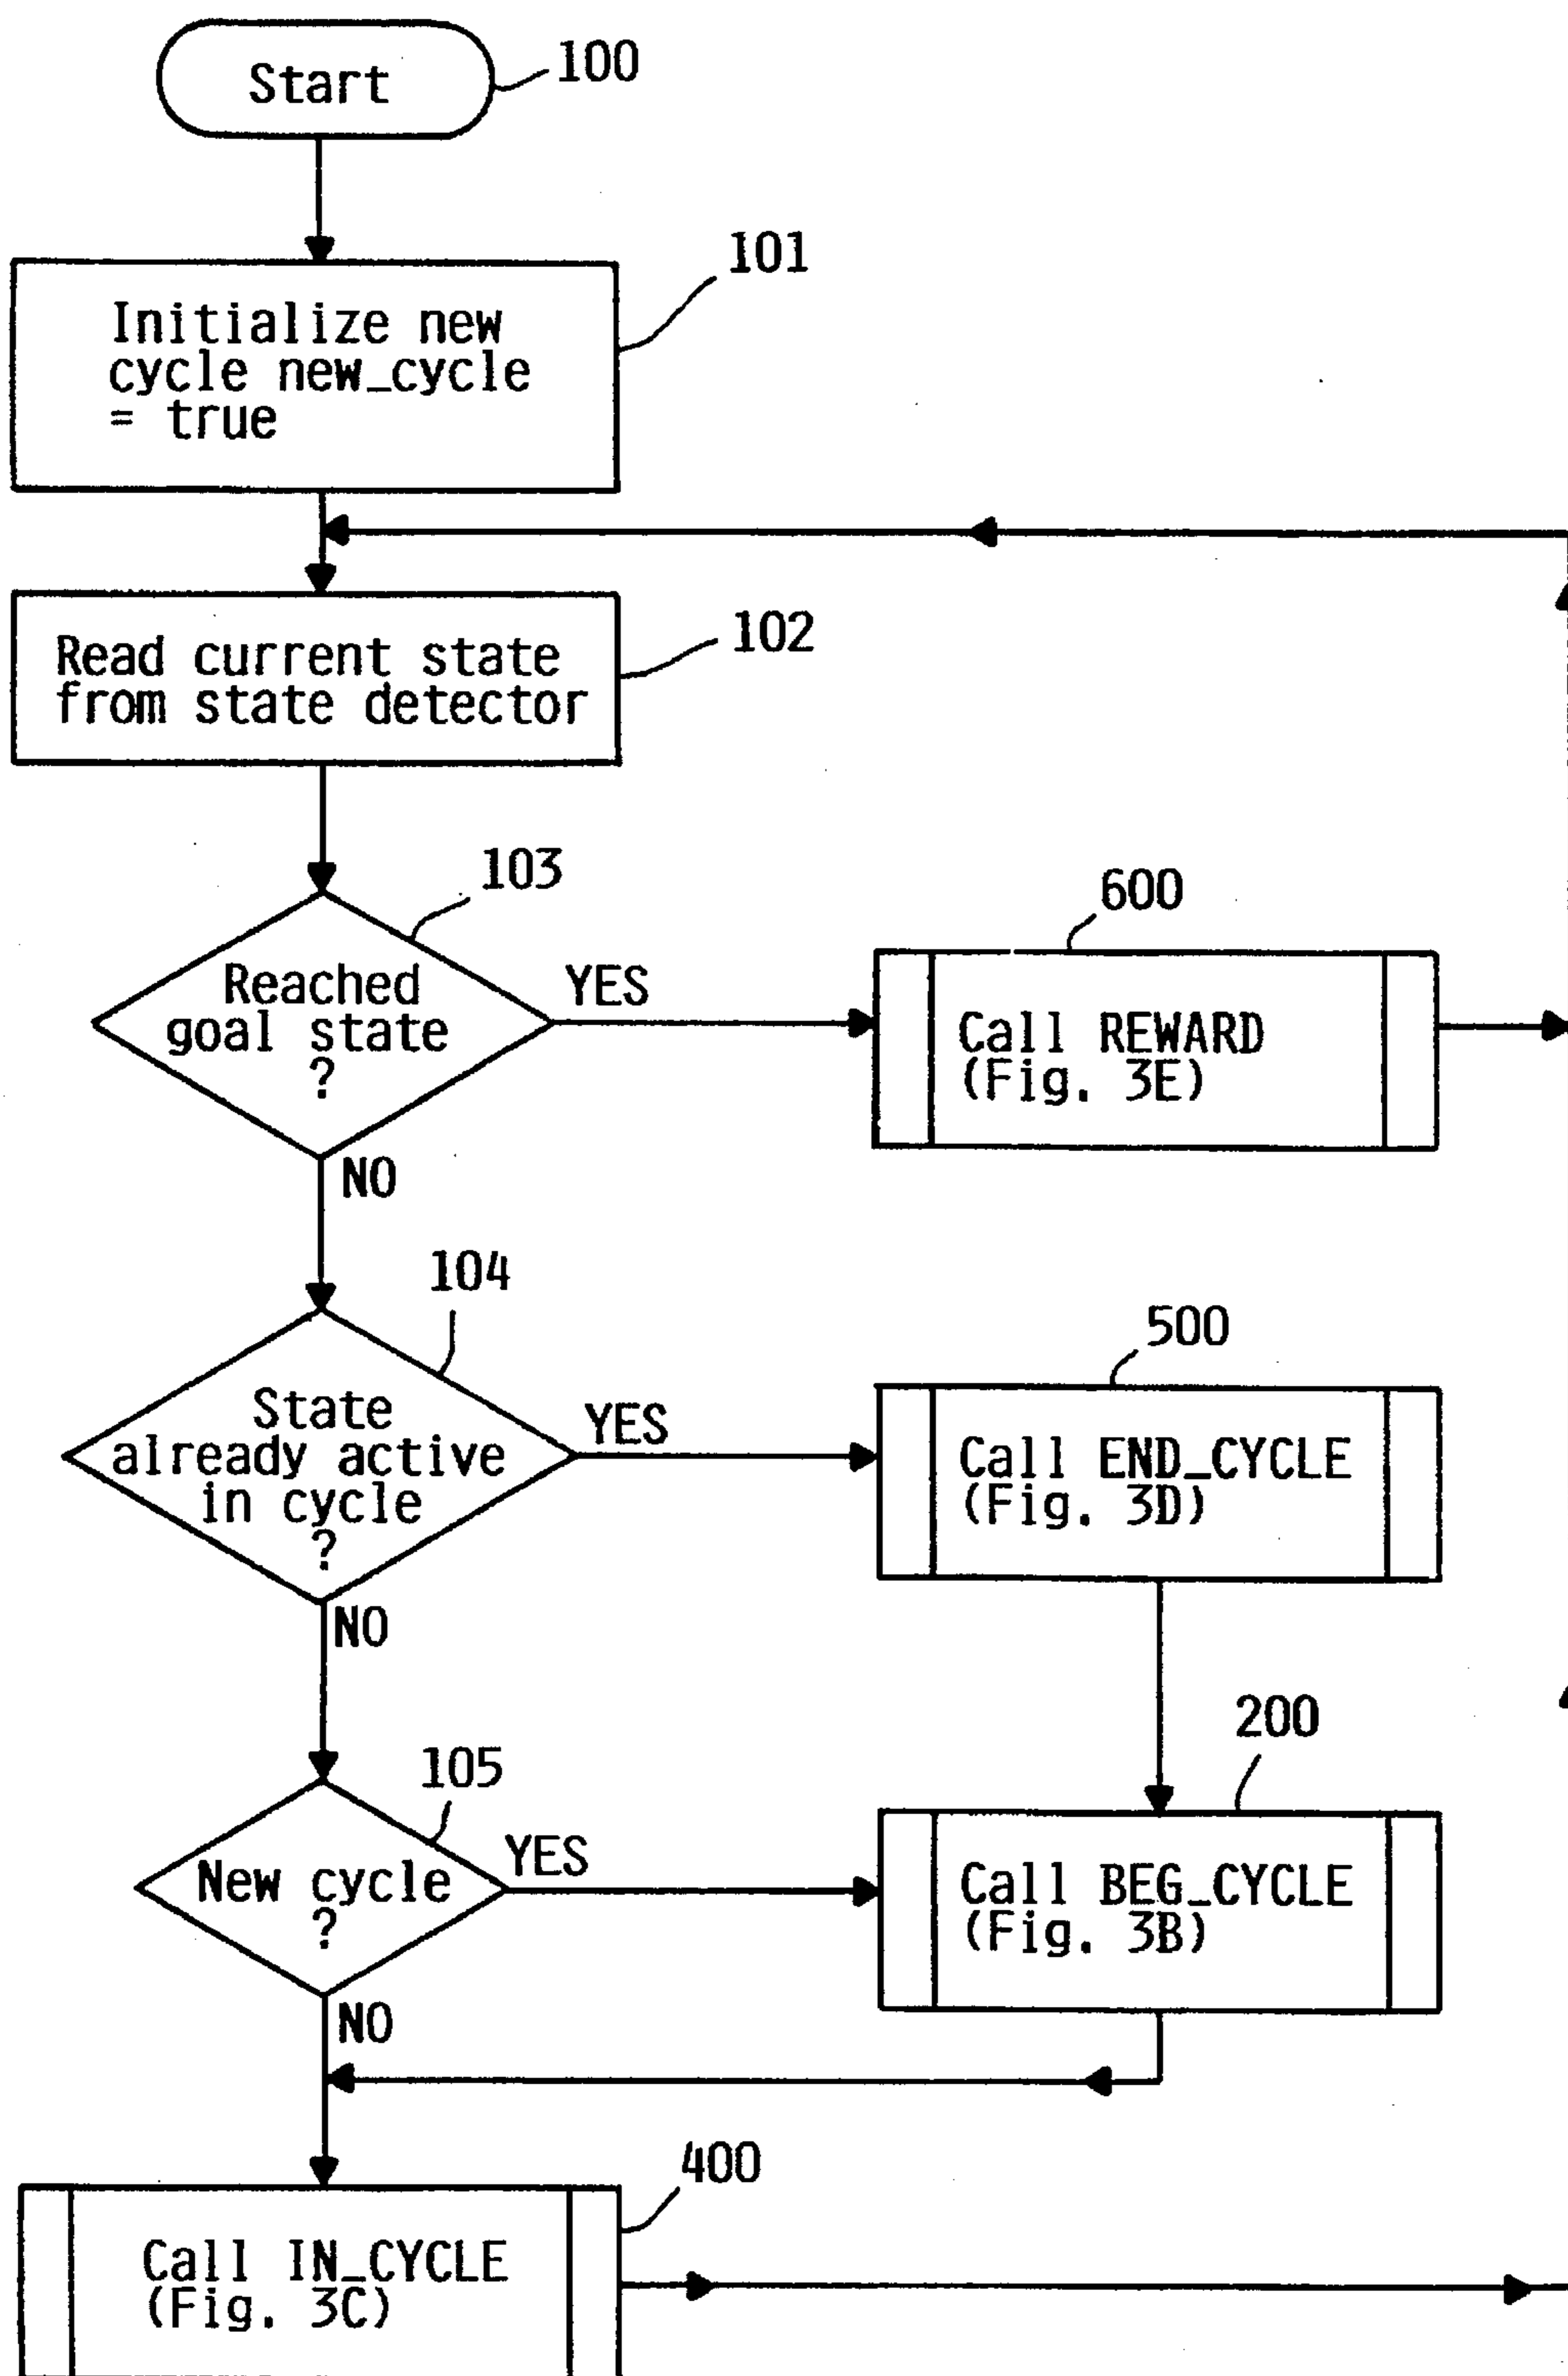 Start
100
101
Initialize new
cycle new_cycle
= true
102
Read current state
from state detector
103
Reached
goal state
?
YES
NO
600
Call REWARD
(Fig. 3E)
104
State
already active
in cycle
?
YES
NO
500
Call END_CYCLE
(Fig. 3D)
105
New cycle
?
YES
NO
200
Call BEG_CYCLE
(Fig. 3B)
400
Call IN_CYCLE
(Fig. 3C)